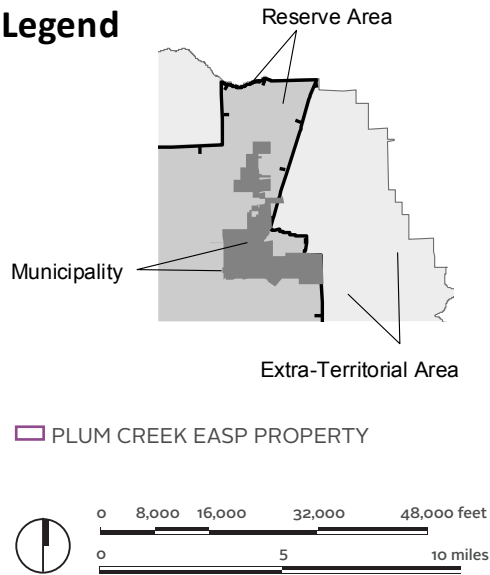 Legend
Reserve Area
Municipality
Extra-Territorial Area
PLUM CREEK EASP PROPERTY
0 8,000 16,000 32,000 48,000 feet
0 5 10 miles